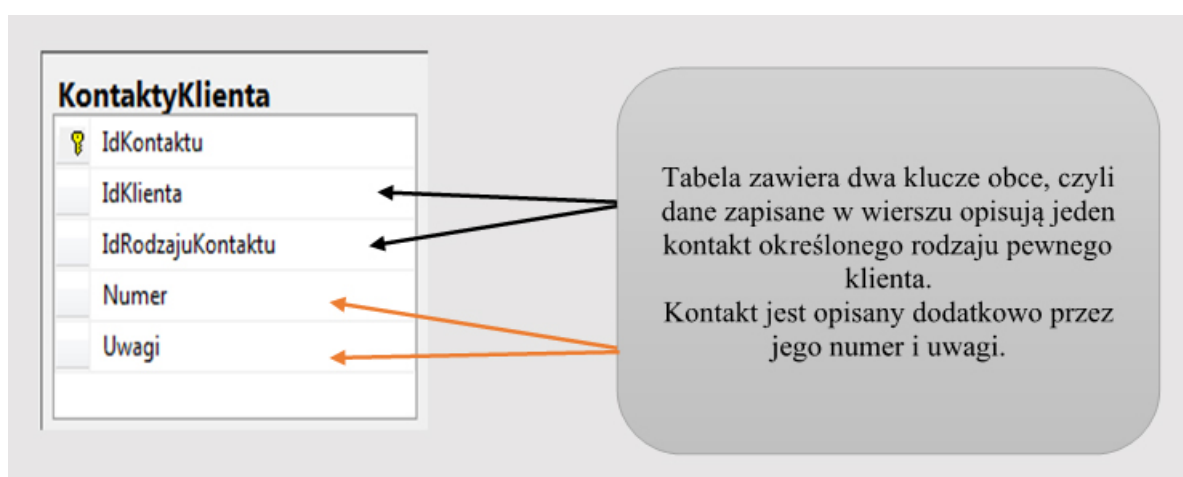 KontaktyKlienta
IdKontaktu
IdKlienta
IdRodzajuKontaktu
Numer
Uwagi
Tabela zawiera dwa klucze obce, czyli
dane zapisane w wierszu opisują jeden
kontakt określonego rodzaju pewnego
klienta.
Kontakt jest opisany dodatkowo przez
jego numer i uwagi.